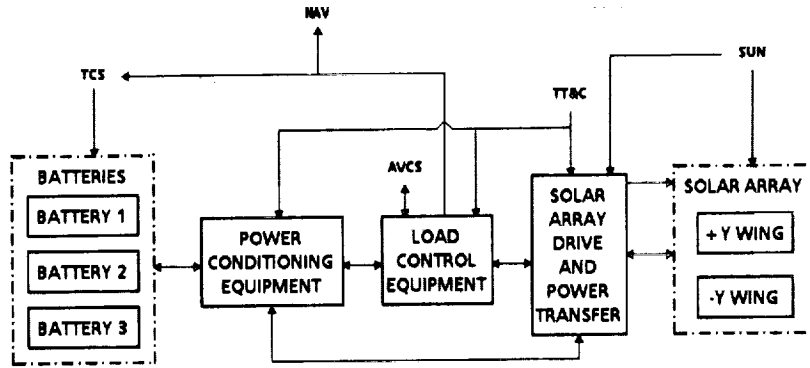 NAV
TCS
SUN
TT&C
AVCS
BATTERIES
BATTERY 1
BATTERY 2
BATTERY 3
POWER
CONDITIONING
EQUIPMENT
LOAD
CONTROL
EQUIPMENT
SOLAR
ARRAY
DRIVE
AND
POWER
TRANSFER
SOLAR ARRAY
+ Y WING
-Y WING